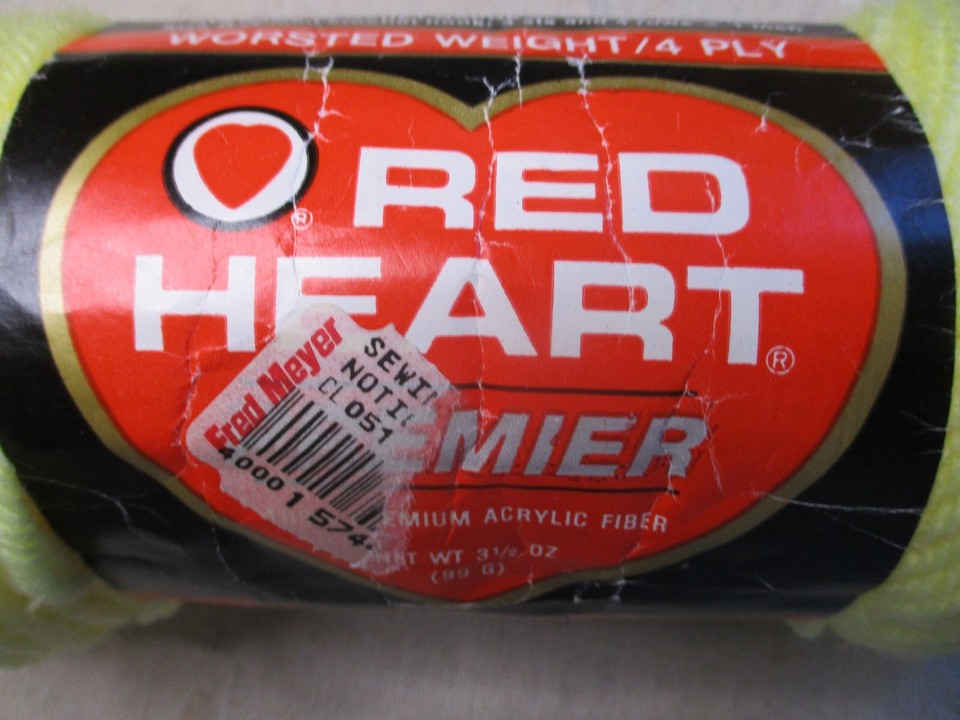 WORSTED WEIGHT/4 PLY
® RED
HEART®
Fred Meyer
SEWI
NOTI
CL 051
4000 1 574
EMIER
EMIUM ACRYLIC FIBER
NET WT 3½ OZ
(99 G)